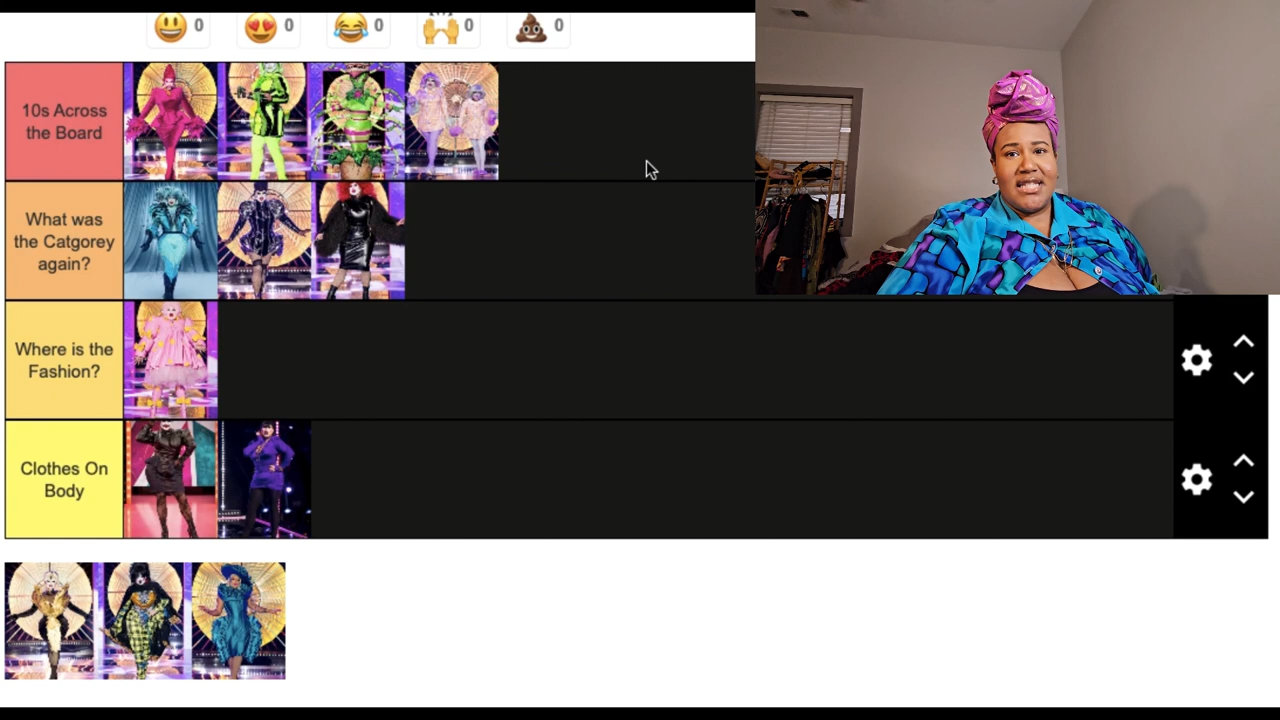 0
0
0
0
0
10s Across
the Board
What was
the Catgorey
again?
Where is the
Fashion?
Clothes On
Body